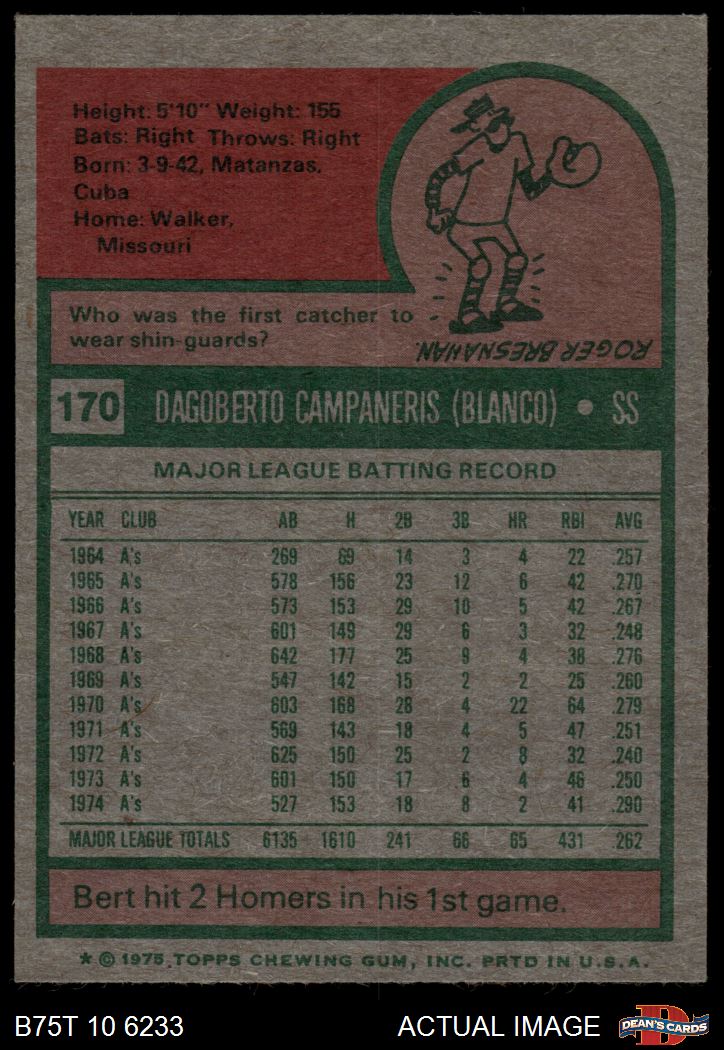 Height: 5'10" Weight: 155
Bats: Right Throws: Right
Born: 3-9-42, Matanzas,
Cuba
Home: Walker,
Missouri
Who was the first catcher to
wear shin-guards?
ROGER BRESNAHAN
170 DAGOBERTO CAMPANERIS (BLANCO) • SS
MAJOR LEAGUE BATTING RECORD
YEAR CLUB AB H 2B 3B HR RBI AVG
1964 A's 269 69 14 3 4 22 .257
1965 A's 578 156 23 12 6 42 .270
1966 A's 573 153 29 10 5 42 .267
1967 A's 601 149 29 6 3 32 .248
1968 A's 642 177 25 9 4 38 .276
1969 A's 547 142 15 2 2 25 .260
1970 A's 603 168 28 4 22 64 .279
1971 A's 569 143 18 4 5 47 .251
1972 A's 625 150 25 2 8 32 .240
1973 A's 601 150 17 6 4 46 .250
1974 A's 527 153 18 8 2 41 .290
MAJOR LEAGUE TOTALS 6135 1610 241 66 65 431 .262
Bert hit 2 Homers in his 1st game.
* © 1975 TOPPS CHEWING GUM, INC. PRTD IN U.S.A.
B75T 10 6233 ACTUAL IMAGE D DEAN'S CARDS